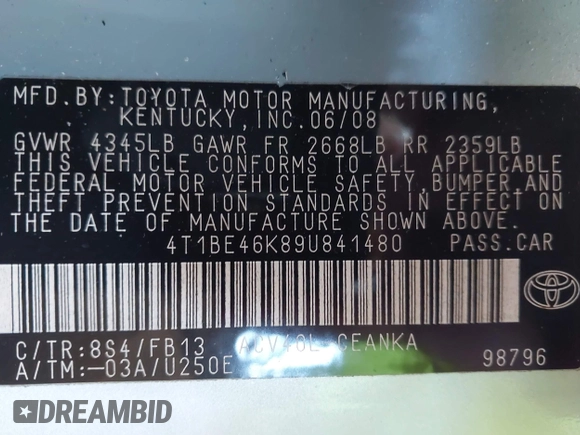 MFD.BY:TOYOTA MOTOR MANUFACTURING,
KENTUCKY,INC.06/08
GVWR 4345LB GAWR FR 2668LB RR 2359LB
THIS VEHICLE CONFORMS TO ALL APPLICABLE
FEDERAL MOTOR VEHICLE SAFETY,BUMPER,AND
THEFT PREVENTION STANDARDS IN EFFECT ON
THE DATE OF MANUFACTURE SHOWN ABOVE.
4T1BE46K89U841480 PASS.CAR
C/TR:8S4/FB13 ACV40L-CEANKA
A/TM:-03A/U250E 98796
DREAMBID